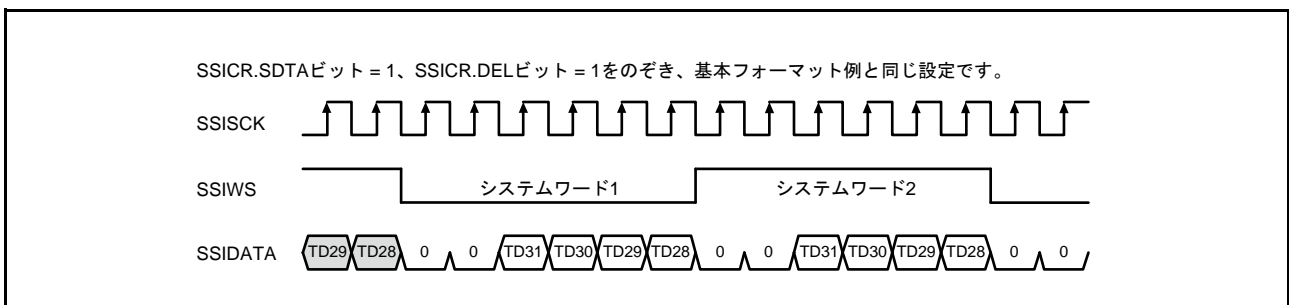 SSICR.SDTAビット = 1、SSICR.DELビット = 1をのぞき、基本フォーマット例と同じ設定です。
SSISCK
SSIWS システムワード1 システムワード2
SSIDATA TD29 TD28 0 0 TD31 TD30 TD29 TD28 0 0 TD31 TD30 TD29 TD28 0 0